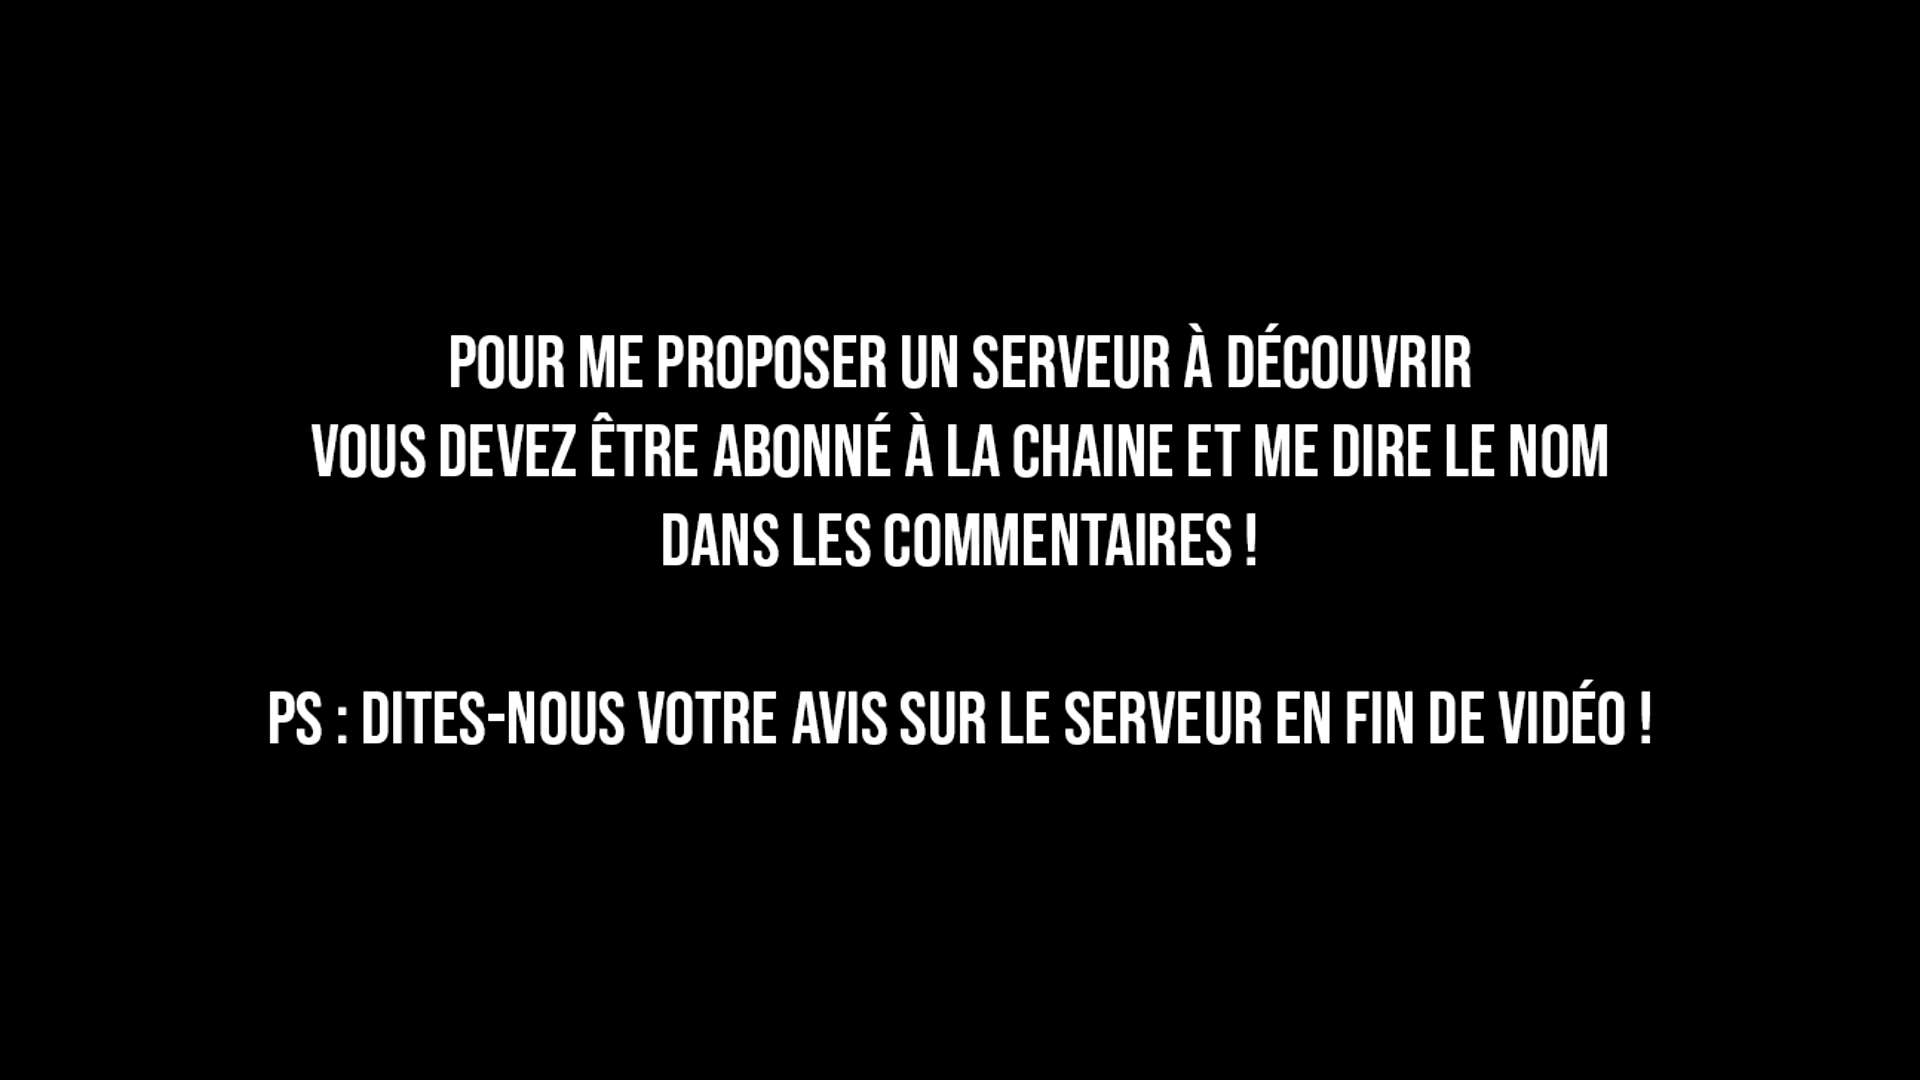 POUR ME PROPOSER UN SERVEUR À DÉCOUVRIR
VOUS DEVEZ ÊTRE ABONNÉ À LA CHAINE ET ME DIRE LE NOM
DANS LES COMMENTAIRES !
PS : DITES-NOUS VOTRE AVIS SUR LE SERVEUR EN FIN DE VIDÉO !